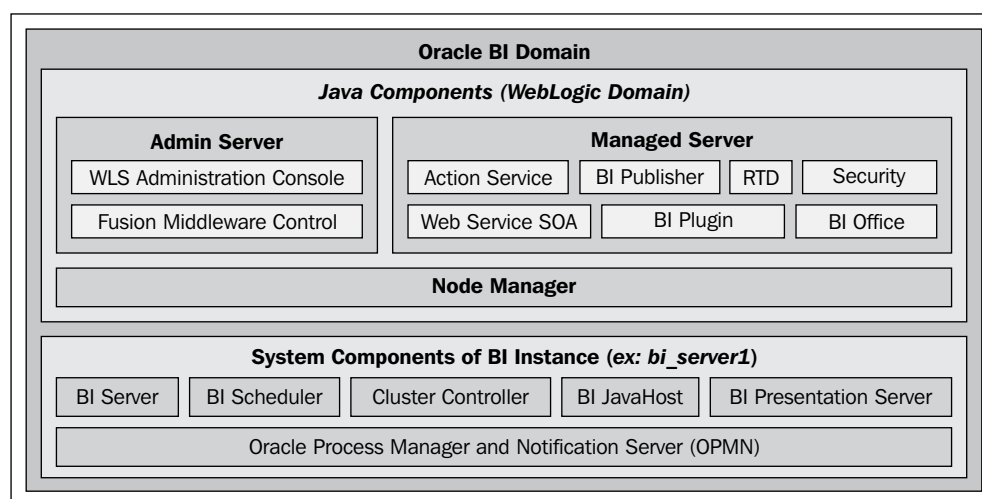 Oracle BI Domain
Java Components (WebLogic Domain)
Admin Server
WLS Administration Console
Fusion Middleware Control
Managed Server
Action Service
BI Publisher
RTD
Security
Web Service SOA
BI Plugin
BI Office
Node Manager
System Components of BI Instance (ex: bi_server1)
BI Server
BI Scheduler
Cluster Controller
BI JavaHost
BI Presentation Server
Oracle Process Manager and Notification Server (OPMN)